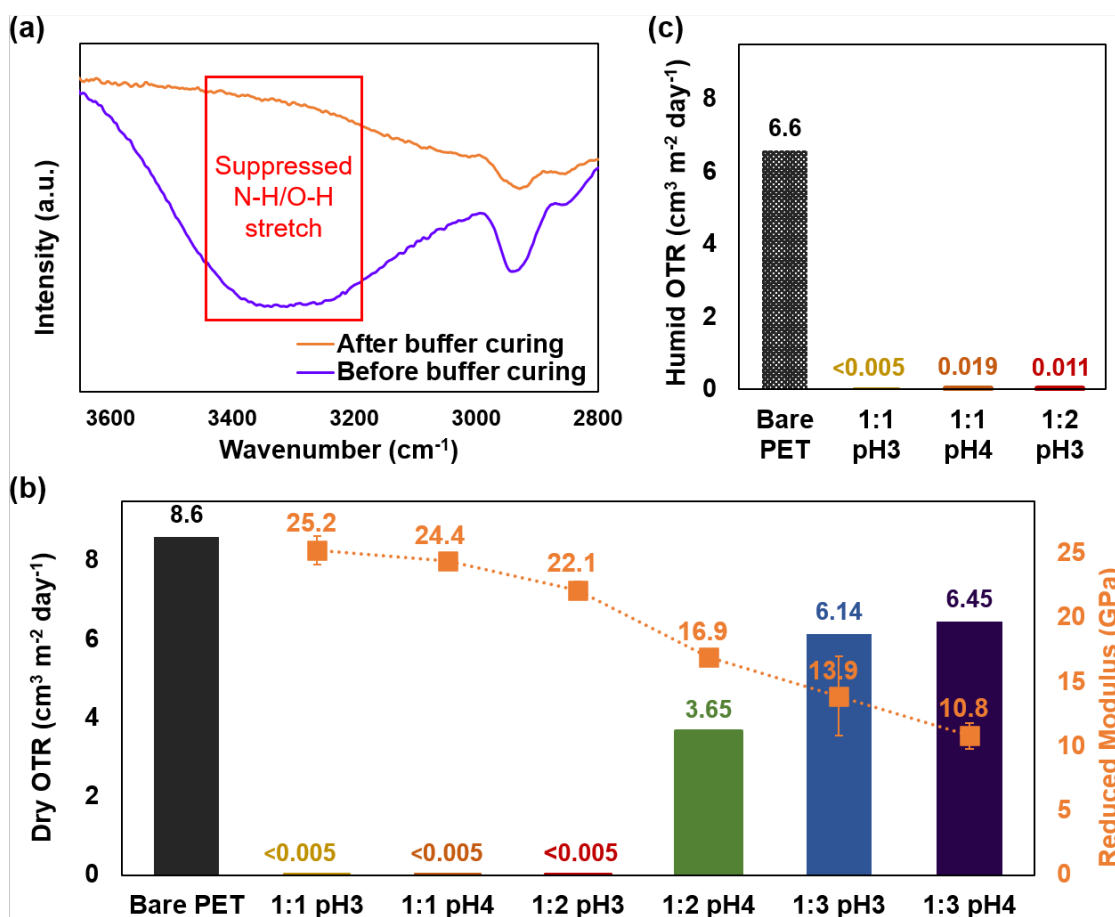 (a)
Intensity (a.u.)
Suppressed
N-H/O-H
stretch
After buffer curing
Before buffer curing
3600 3400 3200 3000 2800
Wavenumber (cm⁻¹)
(c)
Humid OTR (cm³ m⁻² day⁻¹)
8
6
4
2
0
6.6
<0.005
0.019
0.011
Bare
PET
1:1
pH3
1:1
pH4
1:2
pH3
(b)
Dry OTR (cm³ m⁻² day⁻¹)
8
6
4
2
0
8.6
25.2
24.4
22.1
16.9
13.9
10.8
<0.005
<0.005
<0.005
3.65
6.14
6.45
25
20
15
10
5
0
Reduced Modulus (GPa)
Bare PET 1:1 pH3 1:1 pH4 1:2 pH3 1:2 pH4 1:3 pH3 1:3 pH4